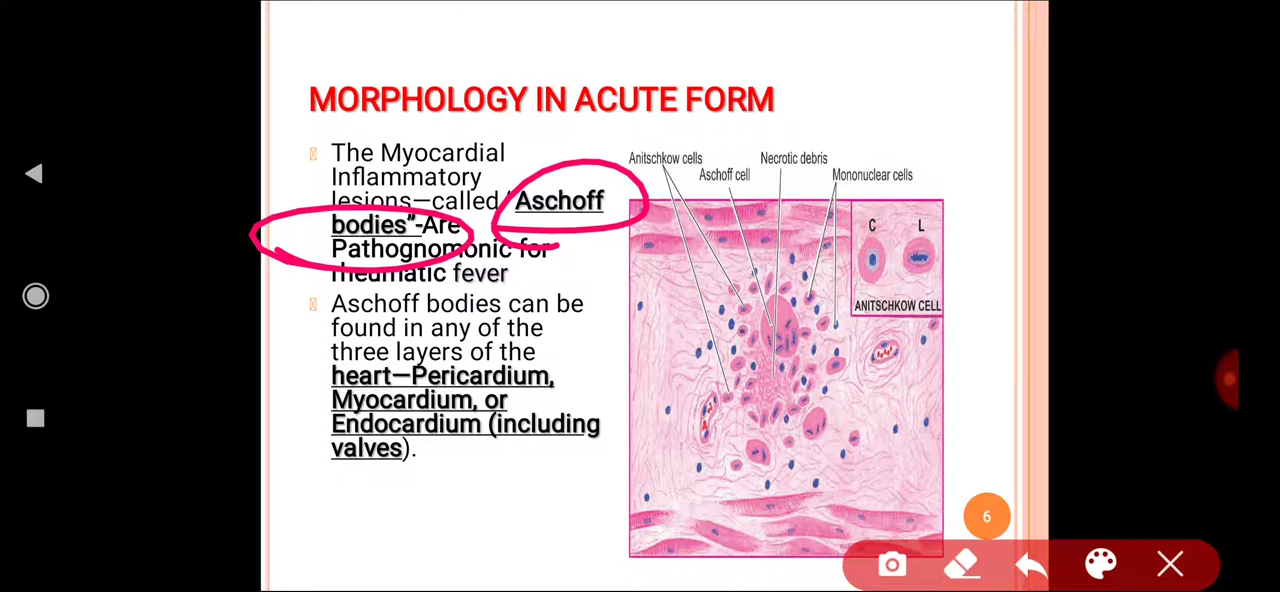 MORPHOLOGY IN ACUTE FORM
The Myocardial
Inflammatory
lesions—called "Aschoff
bodies”-Are
Pathognomonic for
rheumatic fever
Aschoff bodies can be
found in any of the
three layers of the
heart—Pericardium,
Myocardium, or
Endocardium (including
valves).
Anitschkow cells
Necrotic debris
Aschoff cell
Mononuclear cells
C L
ANITSCHKOW CELL
6